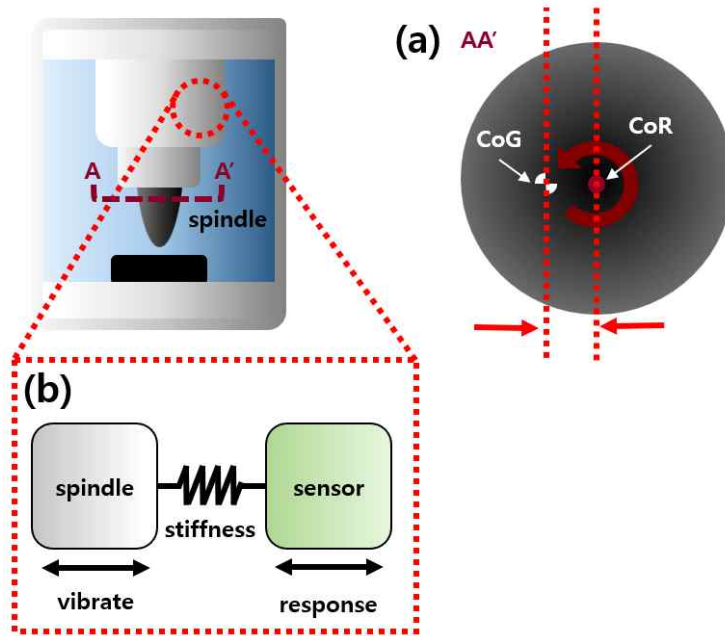 (a) AA′
CoG
CoR
A A′
spindle
(b)
spindle
sensor
stiffness
vibrate
response